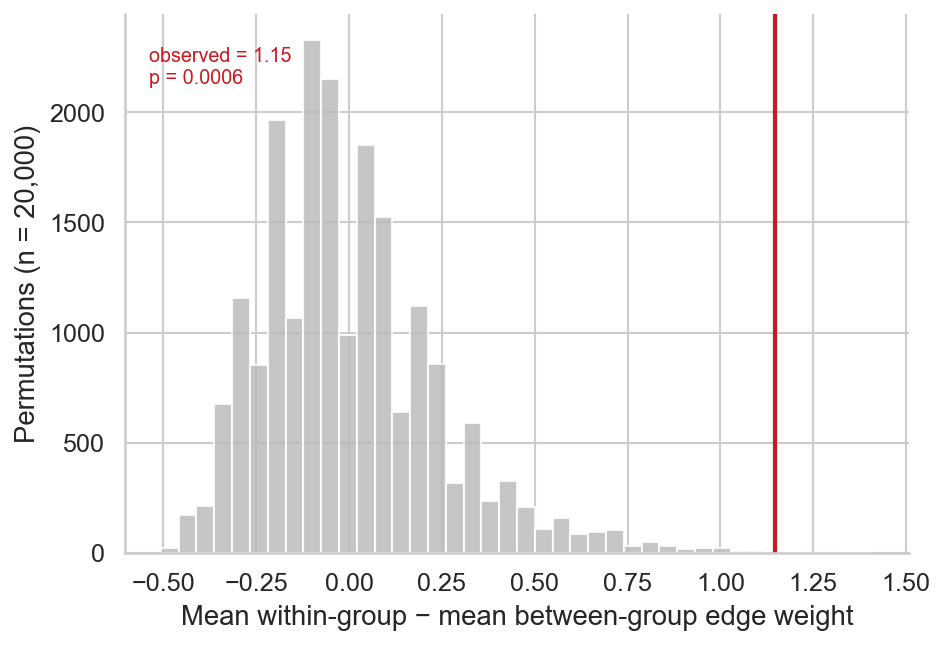 observed = 1.15
p = 0.0006
Permutations (n = 20,000)
2000
1500
1000
500
0
−0.50 −0.25 0.00 0.25 0.50 0.75 1.00 1.25 1.50
Mean within-group − mean between-group edge weight